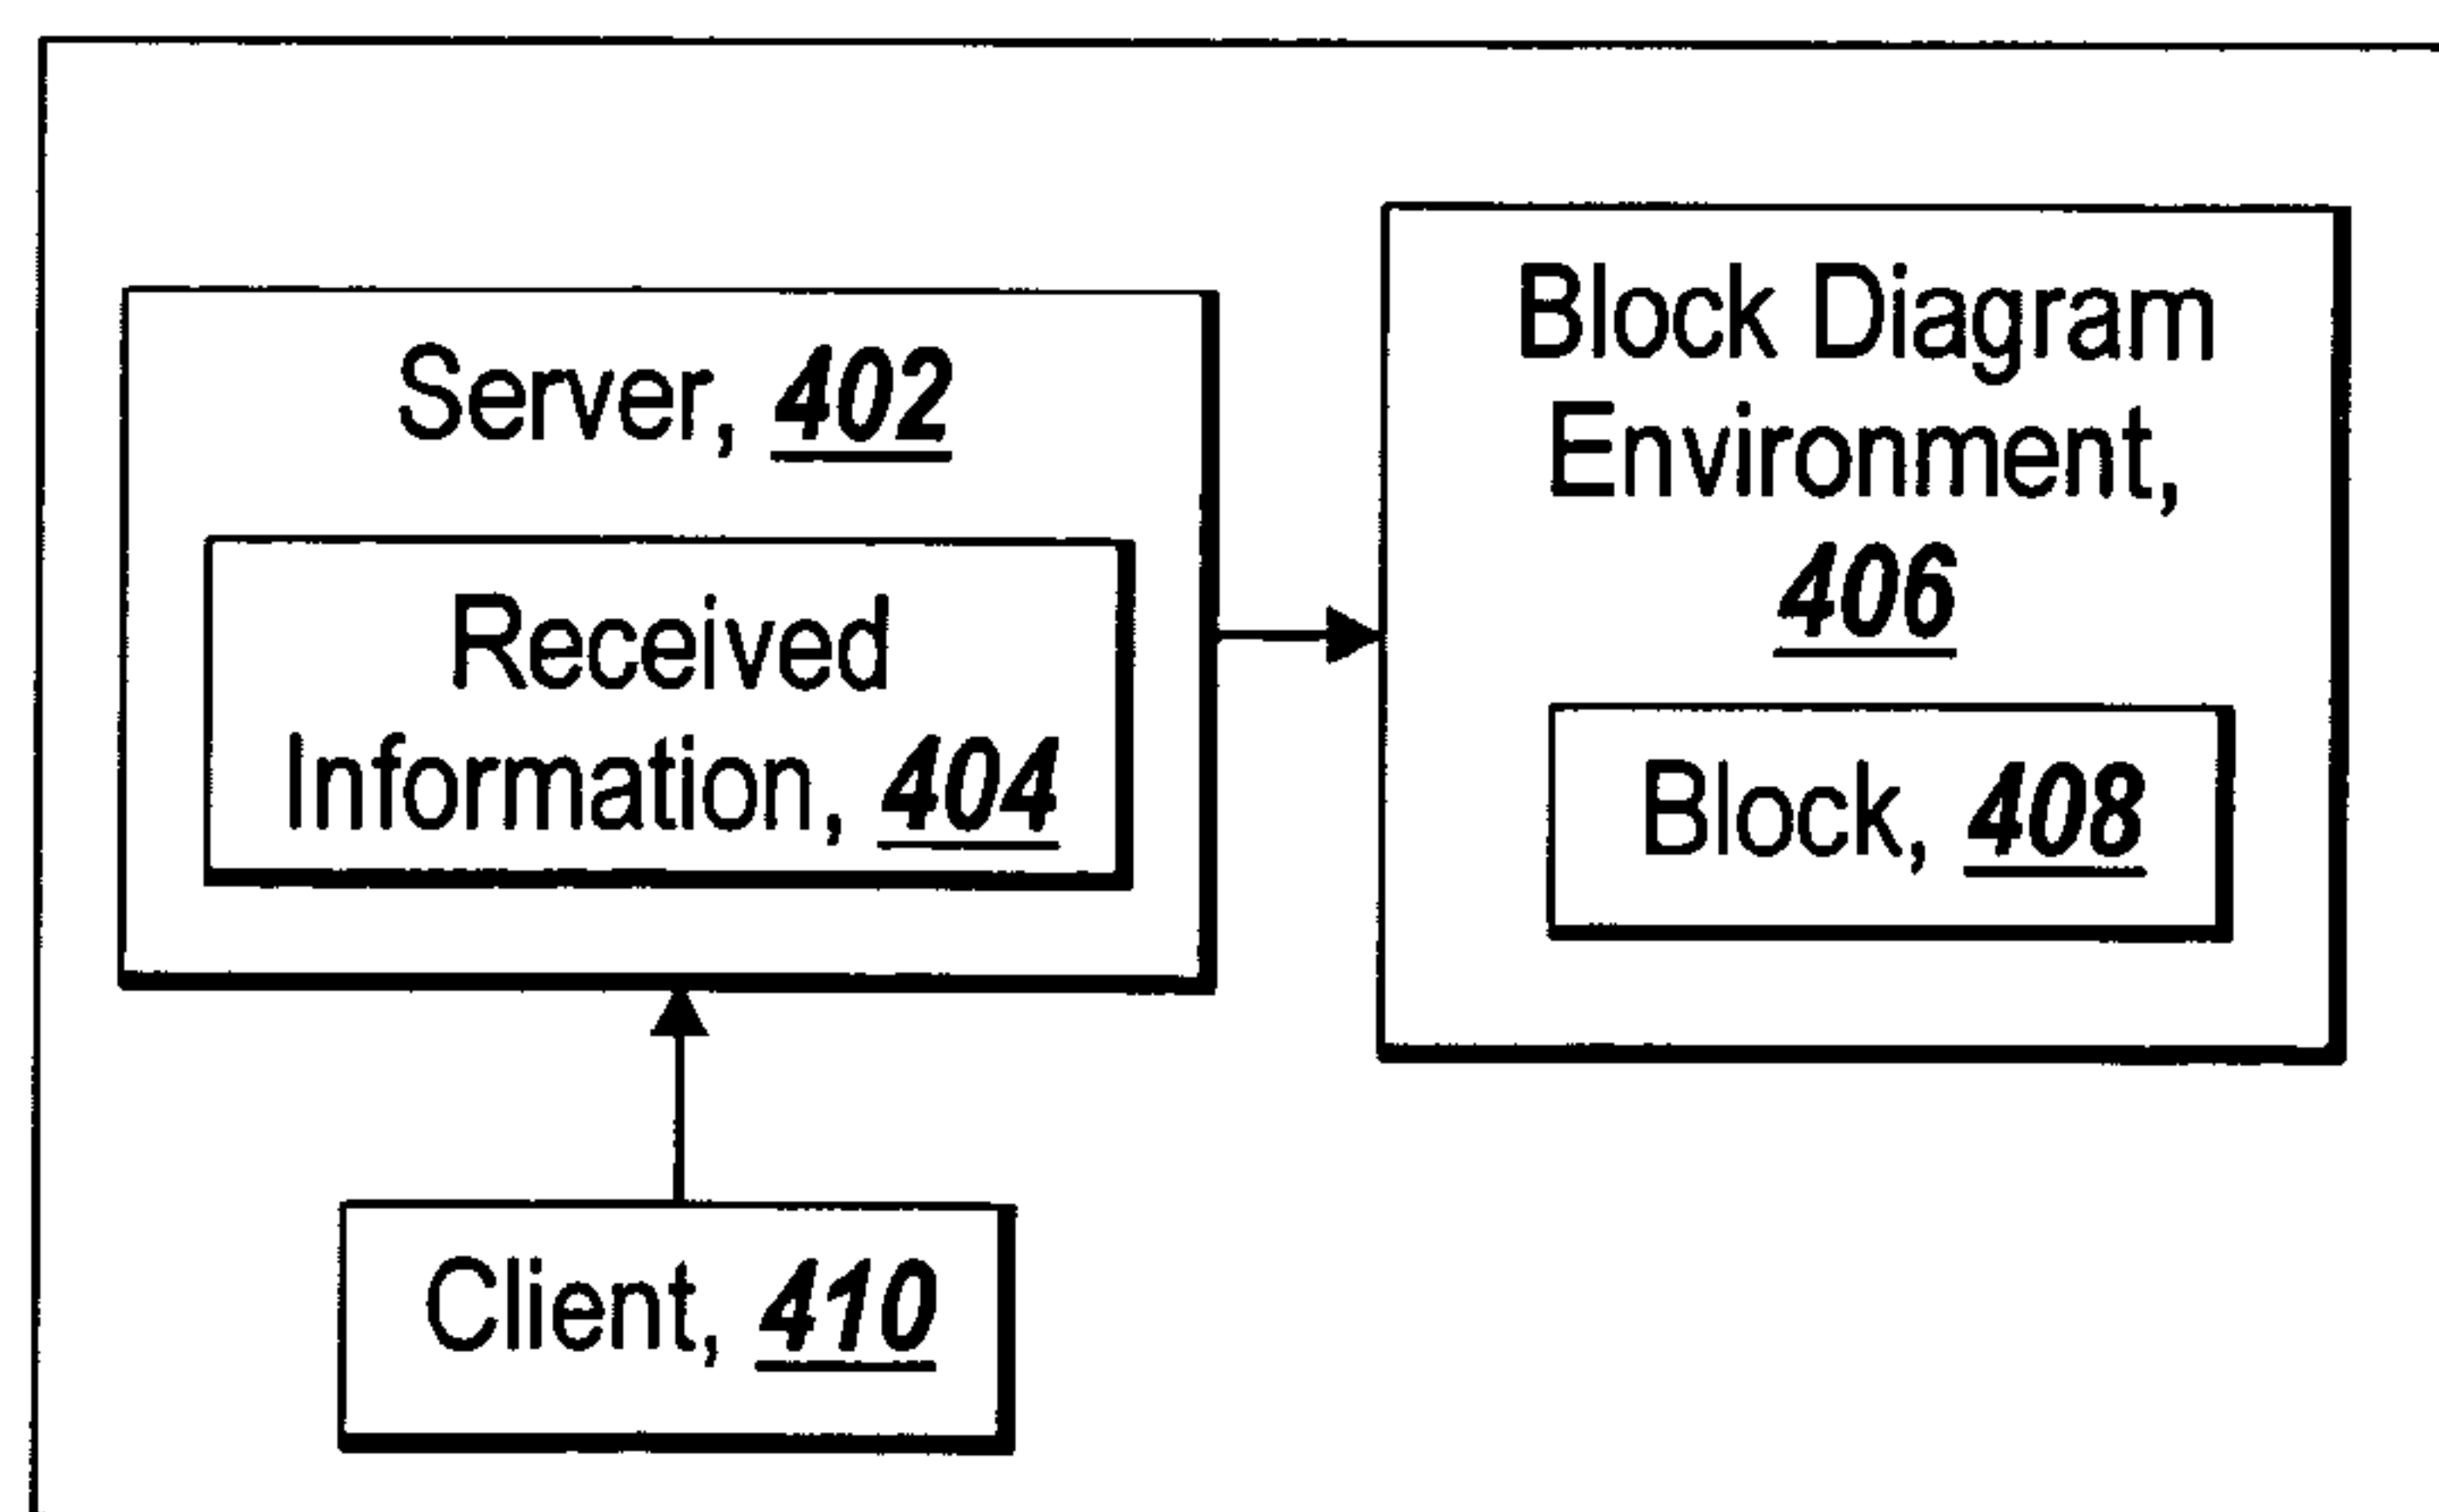 Server, 402
Received
Information, 404
Block Diagram
Environment,
406
Block, 408
Client, 410